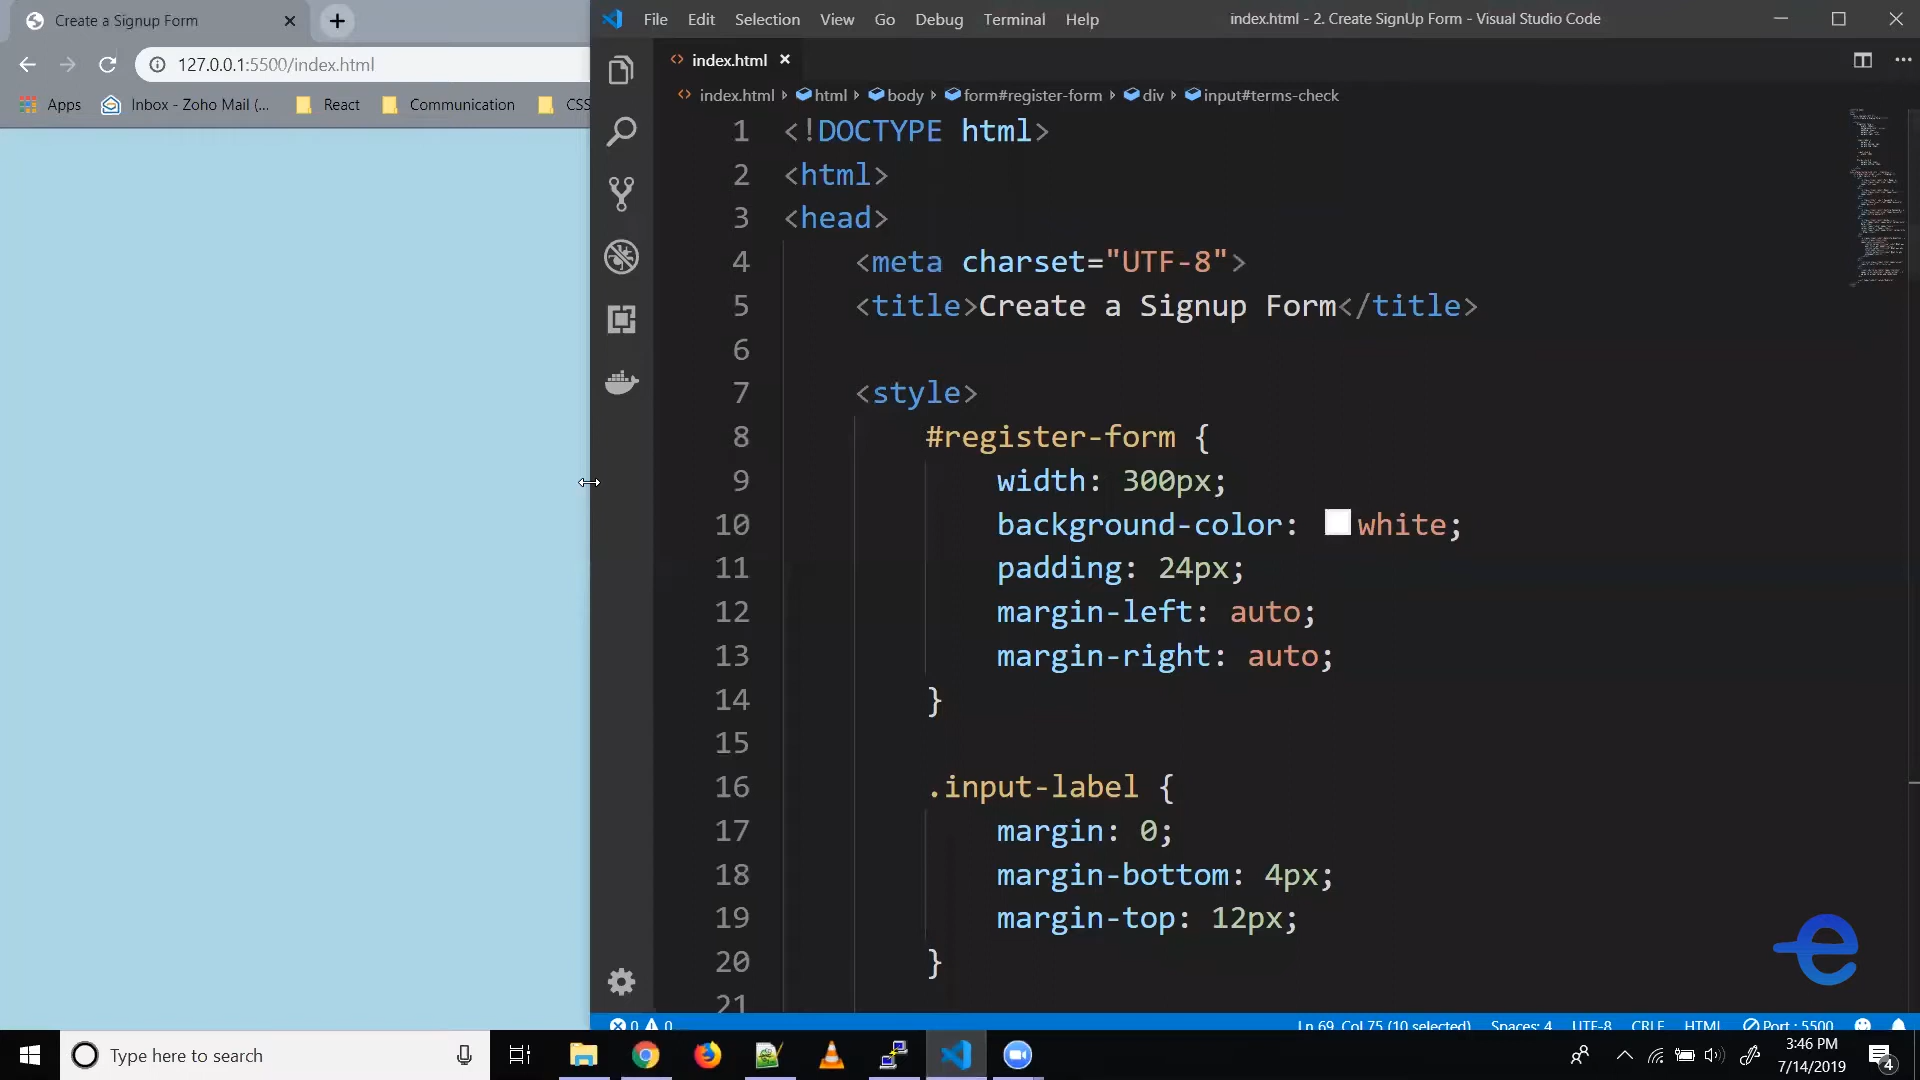 Create a Signup Form
127.0.0.1:5500/index.html
Apps
Inbox - Zoho Mail (...
React
Communication
CSS
File Edit Selection View Go Debug Terminal Help
index.html - 2. Create SignUp Form - Visual Studio Code
index.html
index.html html body form#register-form div input#terms-check
1 <!DOCTYPE html>
2 <html>
3 <head>
4 <meta charset="UTF-8">
5 <title>Create a Signup Form</title>
6
7 <style>
8 #register-form {
9 width: 300px;
10 background-color: white;
11 padding: 24px;
12 margin-left: auto;
13 margin-right: auto;
14 }
15
16 .input-label {
17 margin: 0;
18 margin-bottom: 4px;
19 margin-top: 12px;
20 }
21
0 0 Ln 69, Col 75 (10 selected) Spaces: 4 UTF-8 CRLF HTML Port : 5500
Type here to search
3:46 PM
7/14/2019
4